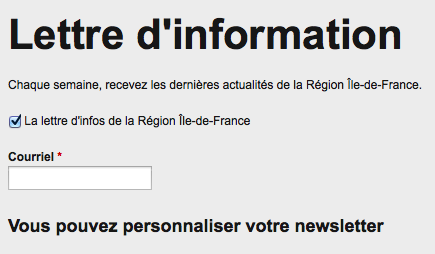 Lettre d'information
Chaque semaine, recevez les dernières actualités de la Région Île-de-France.
La lettre d'infos de la Région Île-de-France
Courriel *
Vous pouvez personnaliser votre newsletter